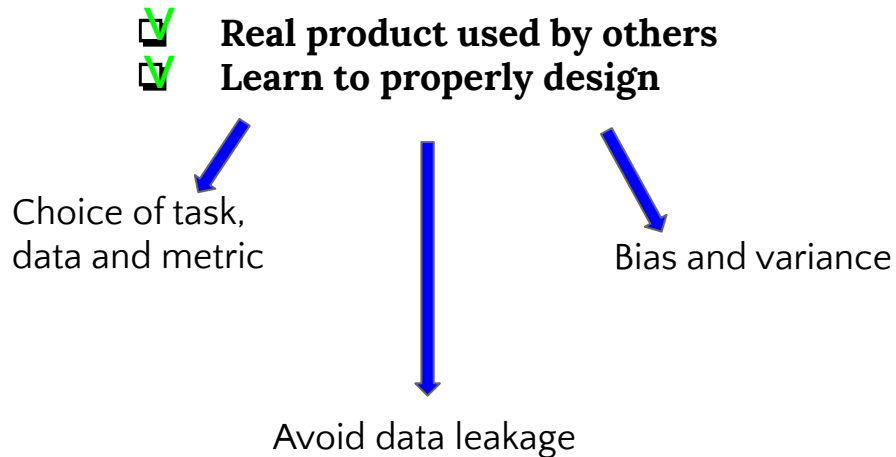 V Real product used by others
V Learn to properly design
Choice of task,
data and metric
Bias and variance
Avoid data leakage